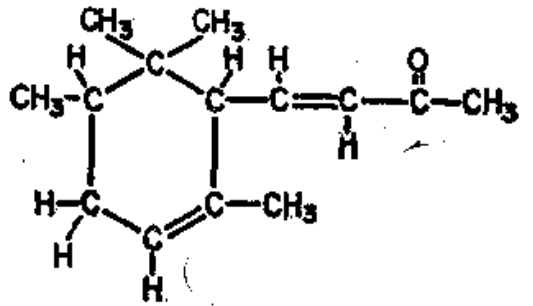 CH₃ CH₃
H C H H O
CH₃ C C C C C CH₃
H
H C C CH₃
H C
H